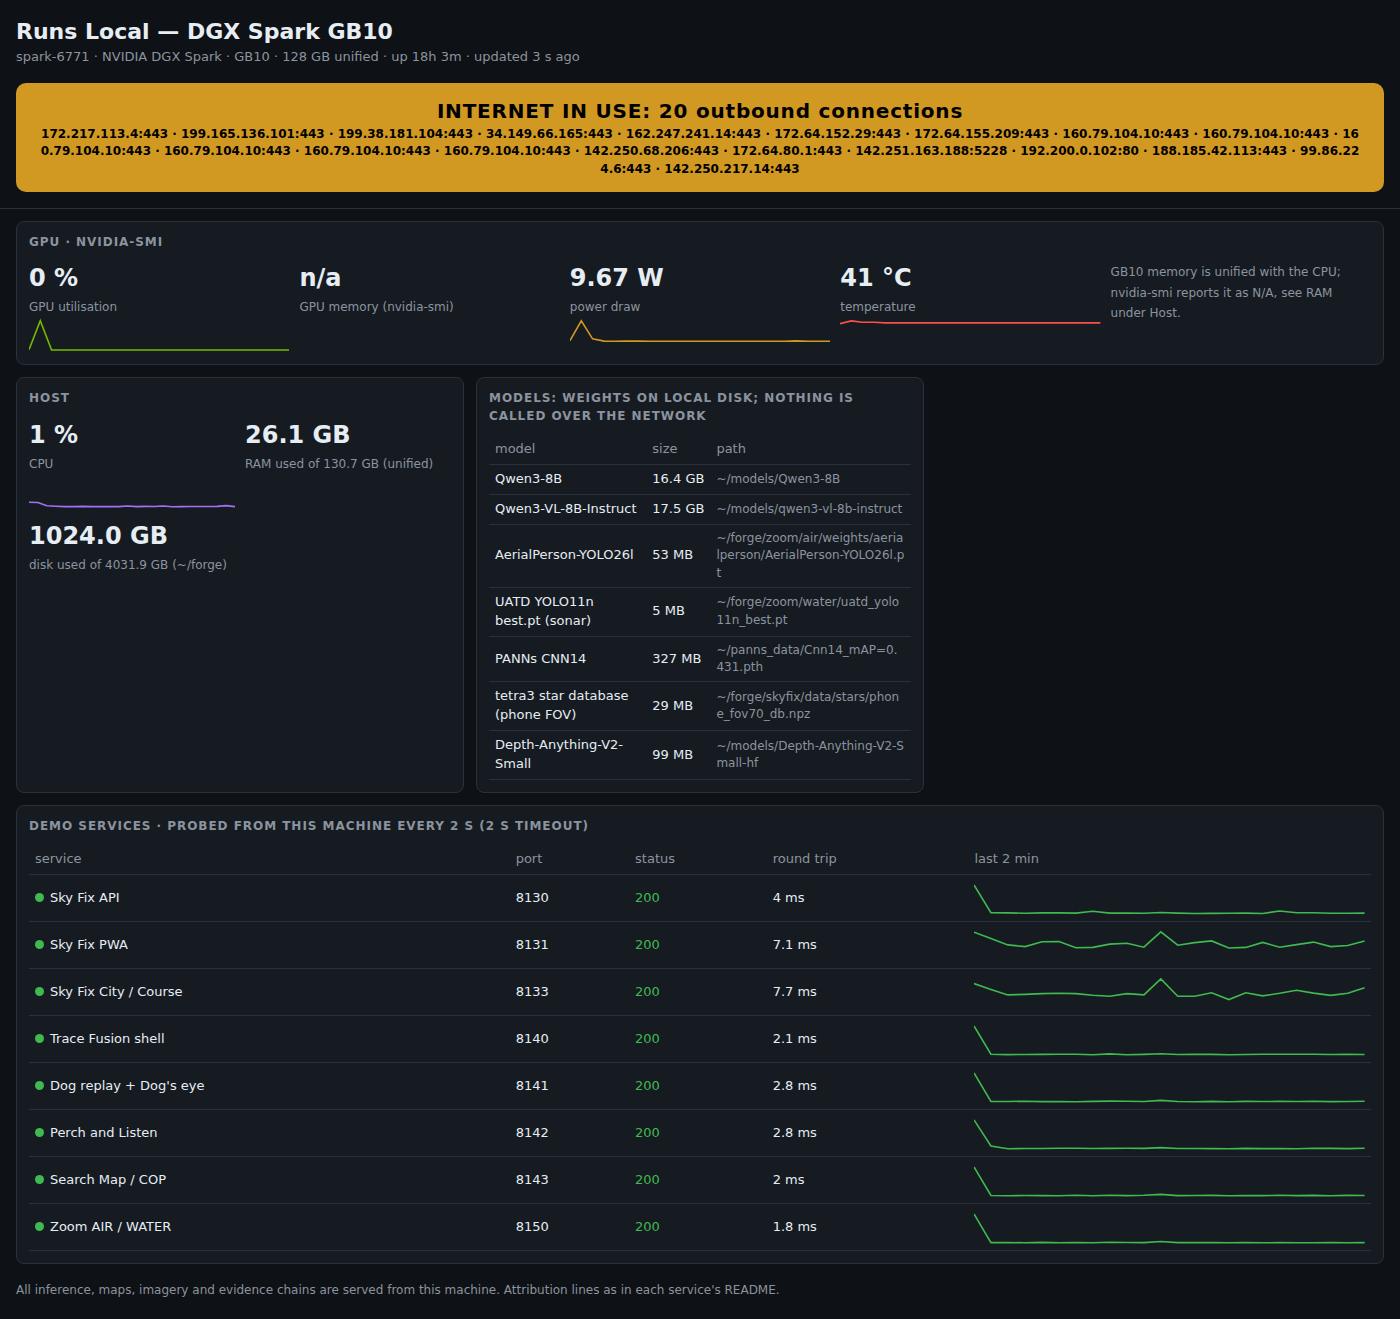 Runs Local — DGX Spark GB10
spark-6771 · NVIDIA DGX Spark · GB10 · 128 GB unified · up 18h 3m · updated 3 s ago
INTERNET IN USE: 20 outbound connections
172.217.113.4:443 · 199.165.136.101:443 · 199.38.181.104:443 · 34.149.66.165:443 · 162.247.241.14:443 · 172.64.152.29:443 · 172.64.155.209:443 · 160.79.104.10:443 · 160.79.104.10:443 · 16
0.79.104.10:443 · 160.79.104.10:443 · 160.79.104.10:443 · 160.79.104.10:443 · 142.250.68.206:443 · 172.64.80.1:443 · 142.251.163.188:5228 · 192.200.0.102:80 · 188.185.42.113:443 · 99.86.22
4.6:443 · 142.250.217.14:443
GPU · NVIDIA-SMI
0 %
GPU utilisation
n/a
GPU memory (nvidia-smi)
9.67 W
power draw
41 °C
temperature
GB10 memory is unified with the CPU;
nvidia-smi reports it as N/A, see RAM
under Host.
HOST
1 %
CPU
26.1 GB
RAM used of 130.7 GB (unified)
1024.0 GB
disk used of 4031.9 GB (~/forge)
MODELS: WEIGHTS ON LOCAL DISK; NOTHING IS
CALLED OVER THE NETWORK
model size path
Qwen3-8B 16.4 GB ~/models/Qwen3-8B
Qwen3-VL-8B-Instruct 17.5 GB ~/models/qwen3-vl-8b-instruct
AerialPerson-YOLO26l 53 MB ~/forge/zoom/air/weights/aeria
lperson/AerialPerson-YOLO26l.p
t
UATD YOLO11n
best.pt (sonar) 5 MB ~/forge/zoom/water/uatd_yolo
11n_best.pt
PANNs CNN14 327 MB ~/panns_data/Cnn14_mAP=0.
431.pth
tetra3 star database
(phone FOV) 29 MB ~/forge/skyfix/data/stars/phon
e_fov70_db.npz
Depth-Anything-V2-
Small 99 MB ~/models/Depth-Anything-V2-S
mall-hf
DEMO SERVICES · PROBED FROM THIS MACHINE EVERY 2 S (2 S TIMEOUT)
service port status round trip last 2 min
Sky Fix API 8130 200 4 ms
Sky Fix PWA 8131 200 7.1 ms
Sky Fix City / Course 8133 200 7.7 ms
Trace Fusion shell 8140 200 2.1 ms
Dog replay + Dog's eye 8141 200 2.8 ms
Perch and Listen 8142 200 2.8 ms
Search Map / COP 8143 200 2 ms
Zoom AIR / WATER 8150 200 1.8 ms
All inference, maps, imagery and evidence chains are served from this machine. Attribution lines as in each service's README.